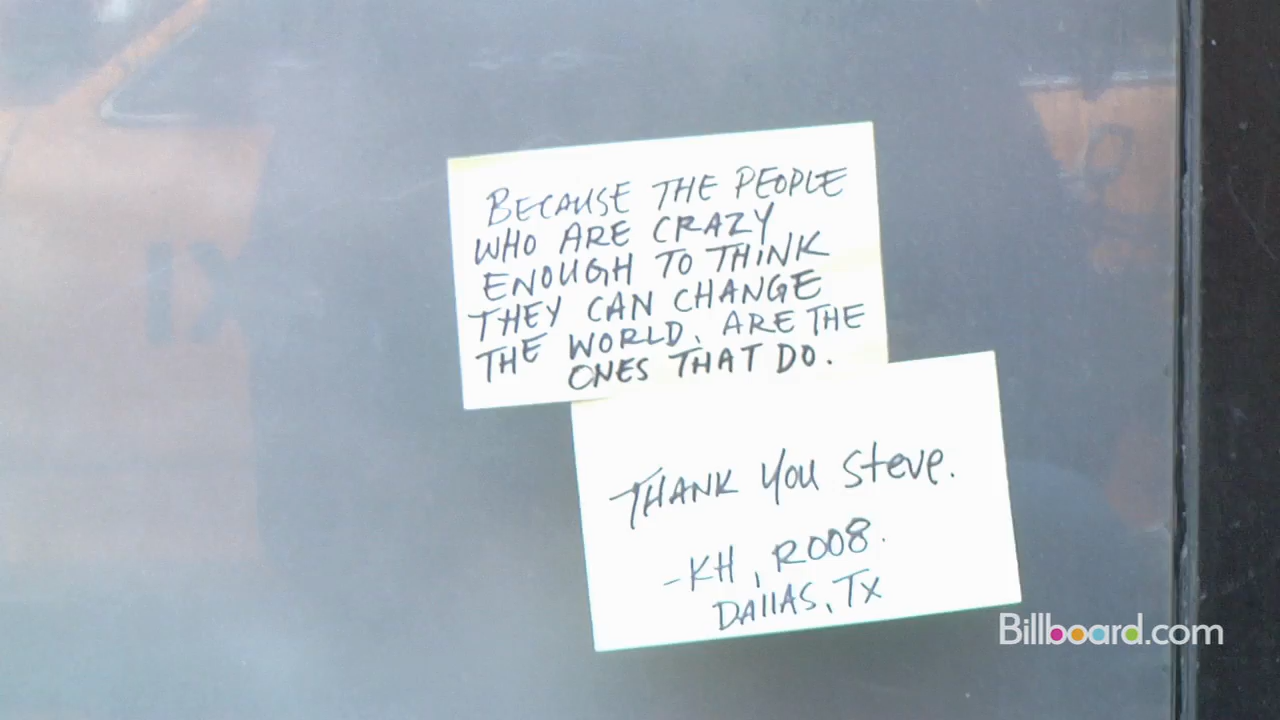 BECAUSE THE PEOPLE
WHO ARE CRAZY
ENOUGH TO THINK
THEY CAN CHANGE
THE WORLD, ARE THE
ONES THAT DO.
THANK YOU Steve.
-KH, R008.
DALLAS, TX
Billboard.com